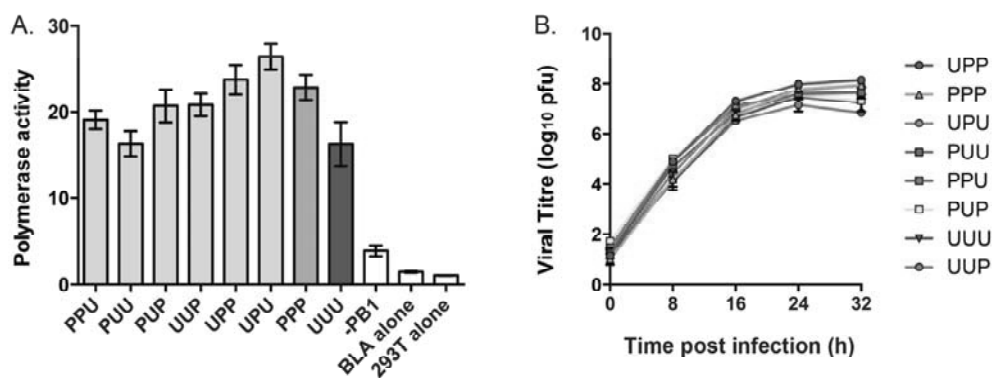 A.
Polymerase activity
30
20
10
0
PPU
PUU
PUP
UUP
UPP
UPU
PPP
UUU
-PB1
BLA alone
293T alone
B.
Viral Titre (log10 pfu)
10
8
6
4
2
0
0 8 16 24 32
Time post infection (h)
UPP
PPP
UPU
PUU
PPU
PUP
UUU
UUP